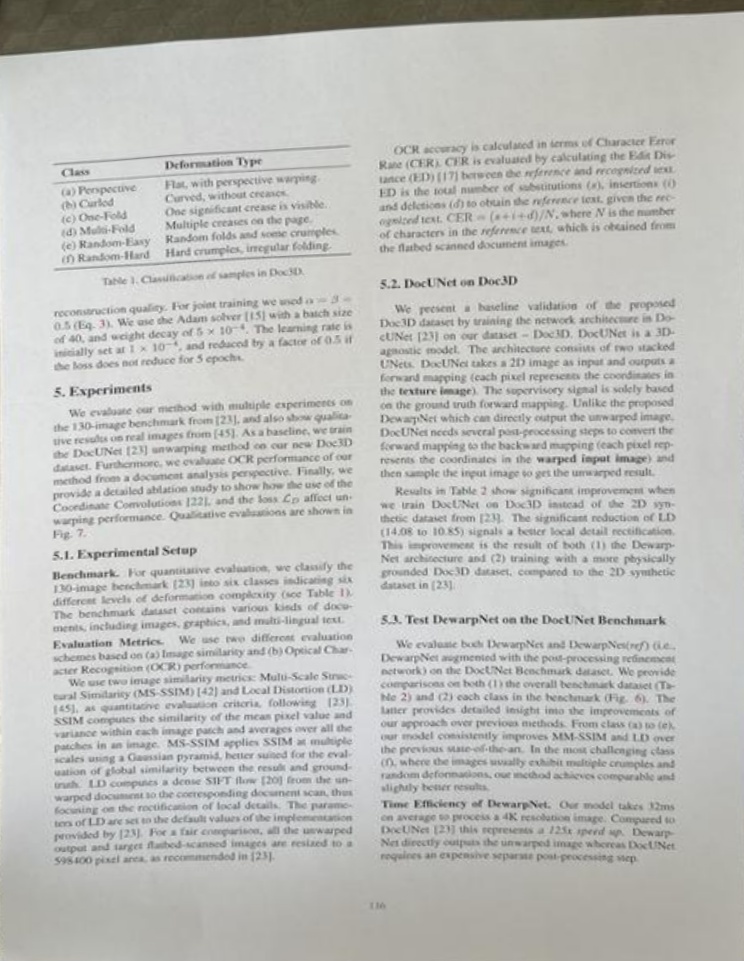 Class Deformation Type
(a) Perspective Flat, with perspective warping.
(b) Curled Curved, without creases.
(c) One-Fold One significant crease is visible.
(d) Multi-Fold Multiple creases on the page.
(e) Random-Easy Random folds and some crumples.
(f) Random-Hard Hard crumples, irregular folding.
Table 1. Classification of samples in Doc3D.
reconstruction quality. For joint training we used α = β =
0.5 (Eq. 3). We use the Adam solver [15] with a batch size
of 40, and weight decay of 5 × 10⁻⁴. The learning rate is
initially set at 1 × 10⁻⁴, and reduced by a factor of 0.5 if
the loss does not reduce for 5 epochs.
5. Experiments
We evaluate our method with multiple experiments on
the 130-image benchmark from [23], and also show qualita-
tive results on real images from [45]. As a baseline, we train
the DocUNet [23] unwarping method on our new Doc3D
dataset. Furthermore, we evaluate OCR performance of our
method from a document analysis perspective. Finally, we
provide a detailed ablation study to show how the use of the
Coordinate Convolutions [22], and the loss L_D affect un-
warping performance. Qualitative evaluations are shown in
Fig. 7.
5.1. Experimental Setup
Benchmark. For quantitative evaluation, we classify the
130-image benchmark [23] into six classes indicating six
different levels of deformation complexity (see Table 1).
The benchmark dataset contains various kinds of docu-
ments, including images, graphics, and multi-lingual text.
Evaluation Metrics. We use two different evaluation
schemes based on (a) Image similarity and (b) Optical Char-
acter Recognition (OCR) performance.
We use two image similarity metrics: Multi-Scale Struc-
tural Similarity (MS-SSIM) [42] and Local Distortion (LD)
[45], as quantitative evaluation criteria, following [23].
SSIM computes the similarity of the mean pixel value and
variance within each image patch and averages over all the
patches in an image. MS-SSIM applies SSIM at multiple
scales using a Gaussian pyramid, better suited for the eval-
uation of global similarity between the result and ground-
truth. LD computes a dense SIFT flow [20] from the un-
warped document to the corresponding document scan, thus
focusing on the rectification of local details. The parame-
ters of LD are set to the default values of the implementation
provided by [23]. For a fair comparison, all the unwarped
output and target flatbed-scanned images are resized to a
598400 pixel area, as recommended in [23].
OCR accuracy is calculated in terms of Character Error
Rate (CER). CER is evaluated by calculating the Edit Dis-
tance (ED) [17] between the reference and recognized text.
ED is the total number of substitutions (s), insertions (i)
and deletions (d) to obtain the reference text, given the rec-
ognized text. CER = (s+i+d)/N, where N is the number
of characters in the reference text, which is obtained from
the flatbed scanned document images.
5.2. DocUNet on Doc3D
We present a baseline validation of the proposed
Doc3D dataset by training the network architecture in Do-
cUNet [23] on our dataset – Doc3D. DocUNet is a 3D-
agnostic model. The architecture consists of two stacked
UNets. DocUNet takes a 2D image as input and outputs a
forward mapping (each pixel represents the coordinates in
the texture image). The supervisory signal is solely based
on the ground truth forward mapping. Unlike the proposed
DewarpNet which can directly output the unwarped image,
DocUNet needs several post-processing steps to convert the
forward mapping to the backward mapping (each pixel rep-
resents the coordinates in the warped input image) and
then sample the input image to get the unwarped result.
Results in Table 2 show significant improvement when
we train DocUNet on Doc3D instead of the 2D syn-
thetic dataset from [23]. The significant reduction of LD
(14.08 to 10.85) signals a better local detail rectification.
This improvement is the result of both (1) the Dewarp-
Net architecture and (2) training with a more physically
grounded Doc3D dataset, compared to the 2D synthetic
dataset in [23].
5.3. Test DewarpNet on the DocUNet Benchmark
We evaluate both DewarpNet and DewarpNet(ref) (i.e.,
DewarpNet augmented with the post-processing refinement
network) on the DocUNet Benchmark dataset. We provide
comparisons on both (1) the overall benchmark dataset (Ta-
ble 2) and (2) each class in the benchmark (Fig. 6). The
latter provides detailed insight into the improvements of
our approach over previous methods. From class (a) to (e),
our model consistently improves MM-SSIM and LD over
the previous state-of-the-art. In the most challenging class
(f), where the images usually exhibit multiple crumples and
random deformations, our method achieves comparable and
slightly better results.
Time Efficiency of DewarpNet. Our model takes 32ms
on average to process a 4K resolution image. Compared to
DocUNet [23] this represents a 125x speed up. Dewarp-
Net directly outputs the unwarped image whereas DocUNet
requires an expensive separate post-processing step.
136